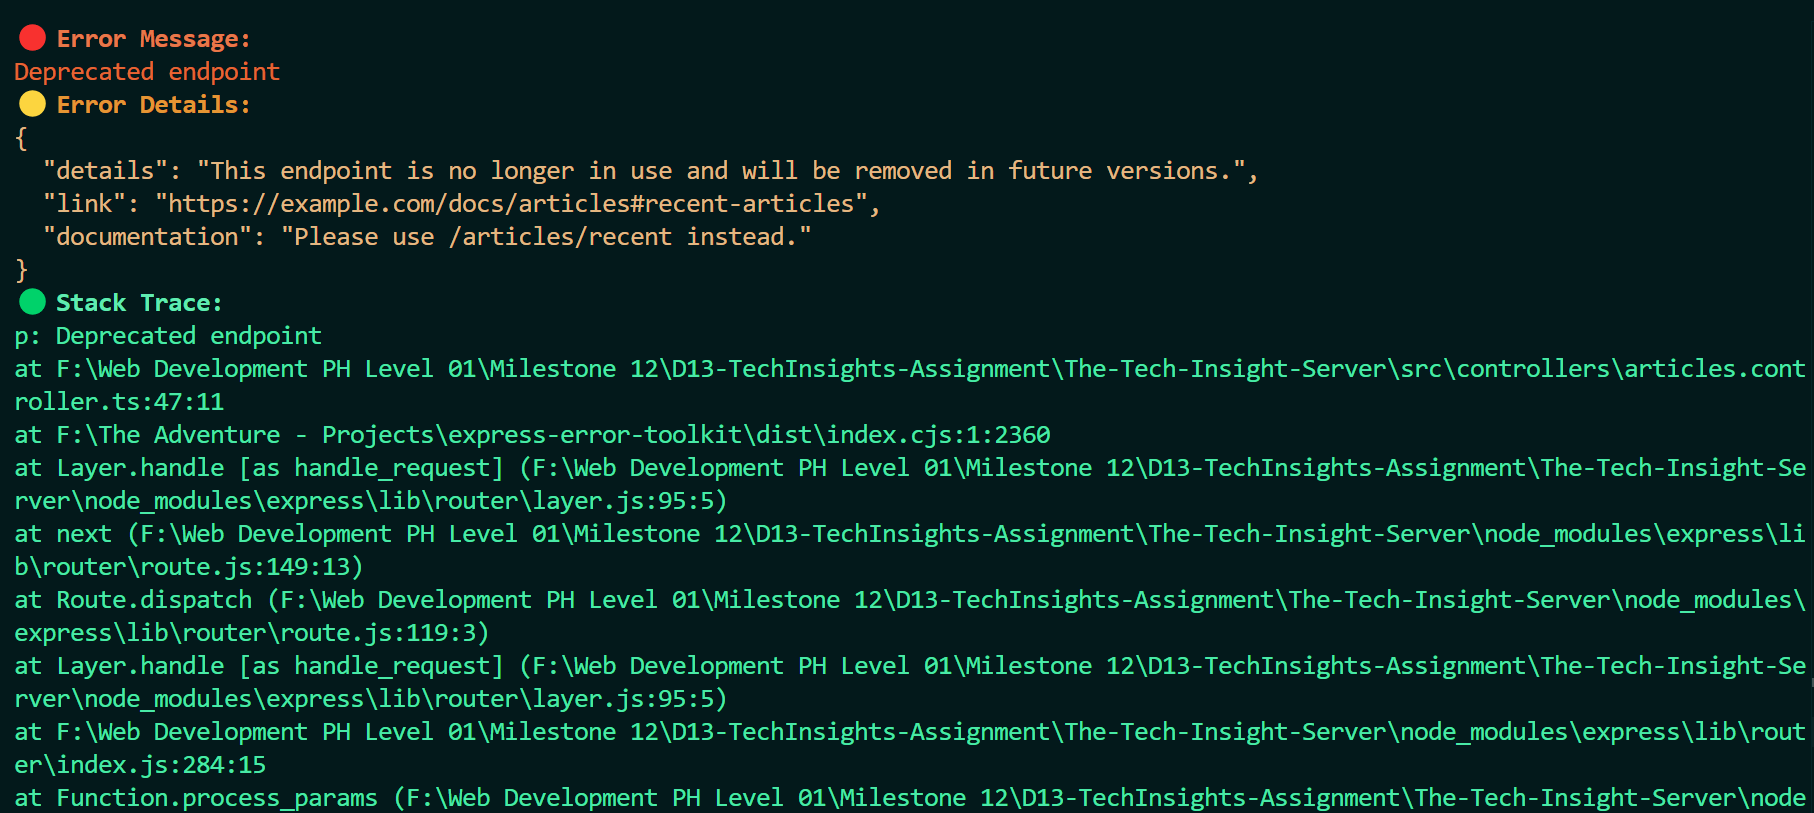 Error Message:
Deprecated endpoint
Error Details:
{
"details": "This endpoint is no longer in use and will be removed in future versions.",
"link": "https://example.com/docs/articles#recent-articles",
"documentation": "Please use /articles/recent instead."
}
Stack Trace:
p: Deprecated endpoint
at F:\Web Development PH Level 01\Milestone 12\D13-TechInsights-Assignment\The-Tech-Insight-Server\src\controllers\articles.cont
roller.ts:47:11
at F:\The Adventure - Projects\express-error-toolkit\dist\index.cjs:1:2360
at Layer.handle [as handle_request] (F:\Web Development PH Level 01\Milestone 12\D13-TechInsights-Assignment\The-Tech-Insight-Se
rver\node_modules\express\lib\router\layer.js:95:5)
at next (F:\Web Development PH Level 01\Milestone 12\D13-TechInsights-Assignment\The-Tech-Insight-Server\node_modules\express\li
b\router\route.js:149:13)
at Route.dispatch (F:\Web Development PH Level 01\Milestone 12\D13-TechInsights-Assignment\The-Tech-Insight-Server\node_modules\
express\lib\router\route.js:119:3)
at Layer.handle [as handle_request] (F:\Web Development PH Level 01\Milestone 12\D13-TechInsights-Assignment\The-Tech-Insight-Se
rver\node_modules\express\lib\router\layer.js:95:5)
at F:\Web Development PH Level 01\Milestone 12\D13-TechInsights-Assignment\The-Tech-Insight-Server\node_modules\express\lib\rout
er\index.js:284:15
at Function.process_params (F:\Web Development PH Level 01\Milestone 12\D13-TechInsights-Assignment\The-Tech-Insight-Server\node